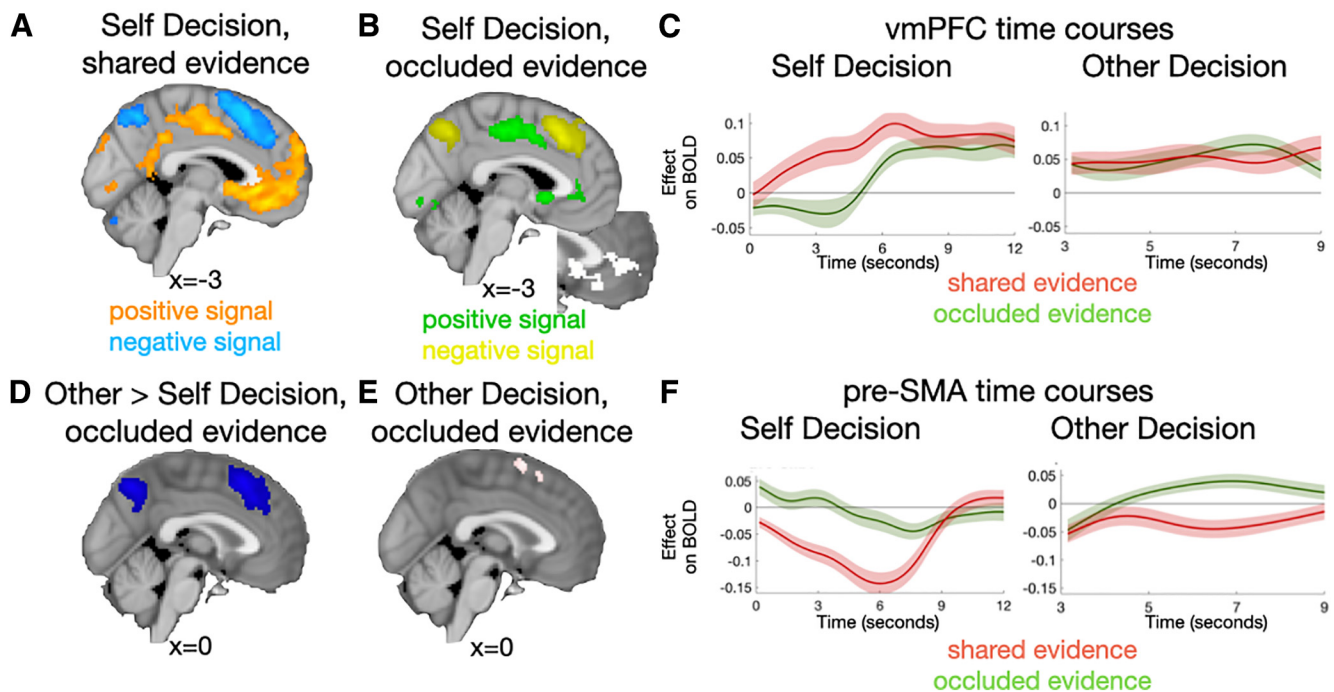 A
Self Decision,
shared evidence
x=-3
positive signal
negative signal
B
Self Decision,
occluded evidence
x=-3
positive signal
negative signal
C
vmPFC time courses
Self Decision
Other Decision
Effect
on BOLD
0.1
0.05
0
-0.05
0
3
6
9
12
Time (seconds)
0.1
0.05
0
-0.05
3
6
9
Time (seconds)
shared evidence
occluded evidence
D
Other > Self Decision,
occluded evidence
x=0
E
Other Decision,
occluded evidence
x=0
F
pre-SMA time courses
Self Decision
Other Decision
Effect
on BOLD
0.05
0
-0.05
-0.1
-0.15
0
3
6
9
12
Time (seconds)
0.05
0
-0.05
-0.1
-0.15
3
5
7
9
Time (seconds)
shared evidence
occluded evidence